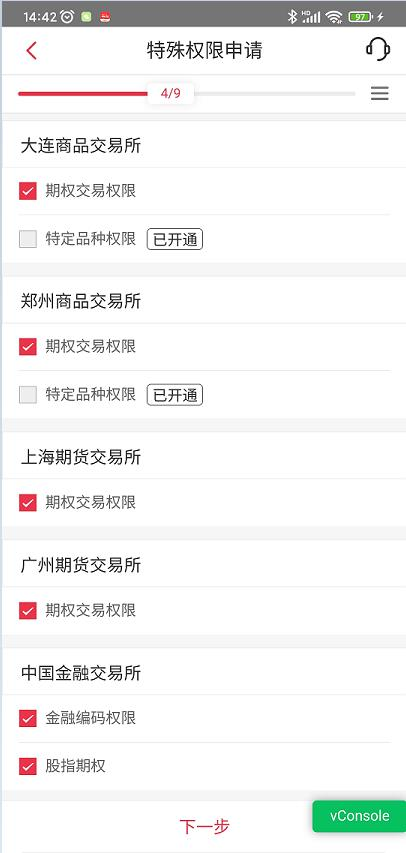 14:42
HD
97
特殊权限申请
4/9
大连商品交易所
期权交易权限
特定品种权限 已开通
郑州商品交易所
期权交易权限
特定品种权限 已开通
上海期货交易所
期权交易权限
广州期货交易所
期权交易权限
中国金融交易所
金融编码权限
股指期权
下一步
vConsole